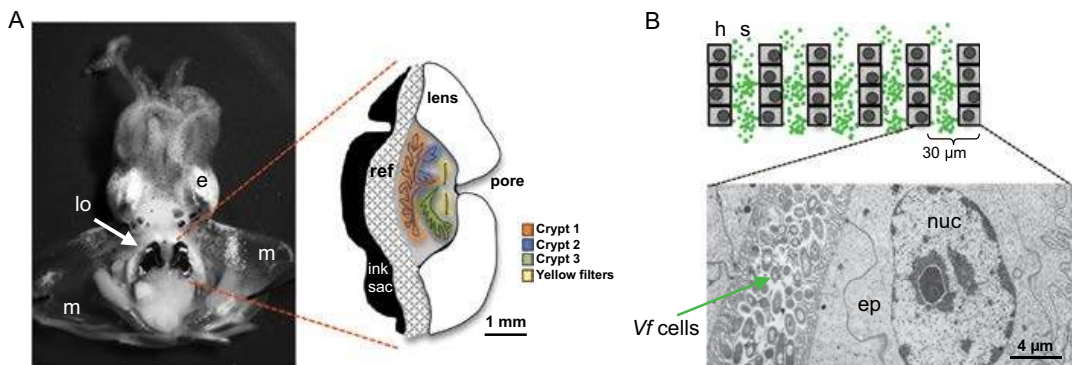 A
e
lo
m
m
lens
ref
pore
ink
sac
Crypt 1
Crypt 2
Crypt 3
Yellow filters
1 mm
B
h s
30 µm
nuc
ep
Vf cells
4 µm